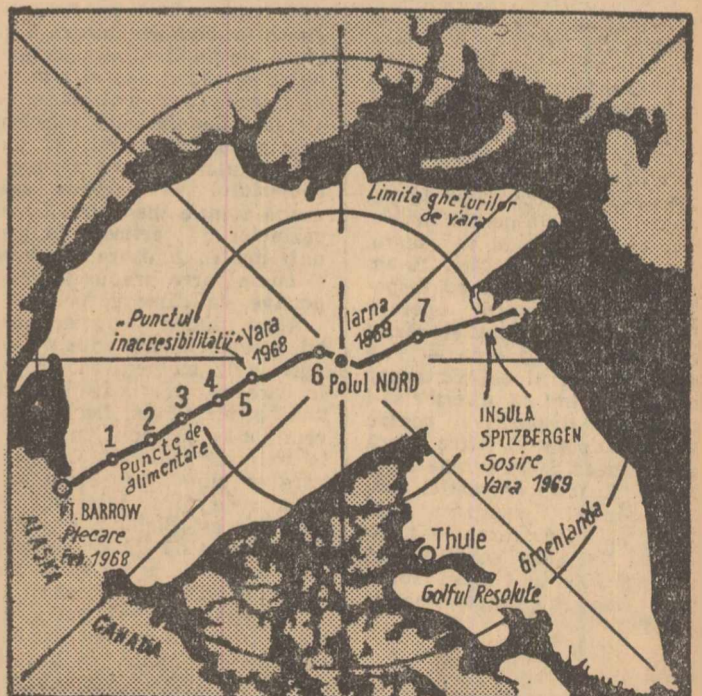 Limita ghețurilor
de vară
„Punctul
inaccesibilității"
Vara
1968
Iarna
1969
7
6
Polul NORD
5
4
3
2
1
Puncte de
alimentare
PT. BARROW
Plecare
Feb. 1968
ALASKA
CANADA
INSULA
SPITZBERGEN
Sosire
Vara 1969
Thule
Groenlanda
Golful Resolute